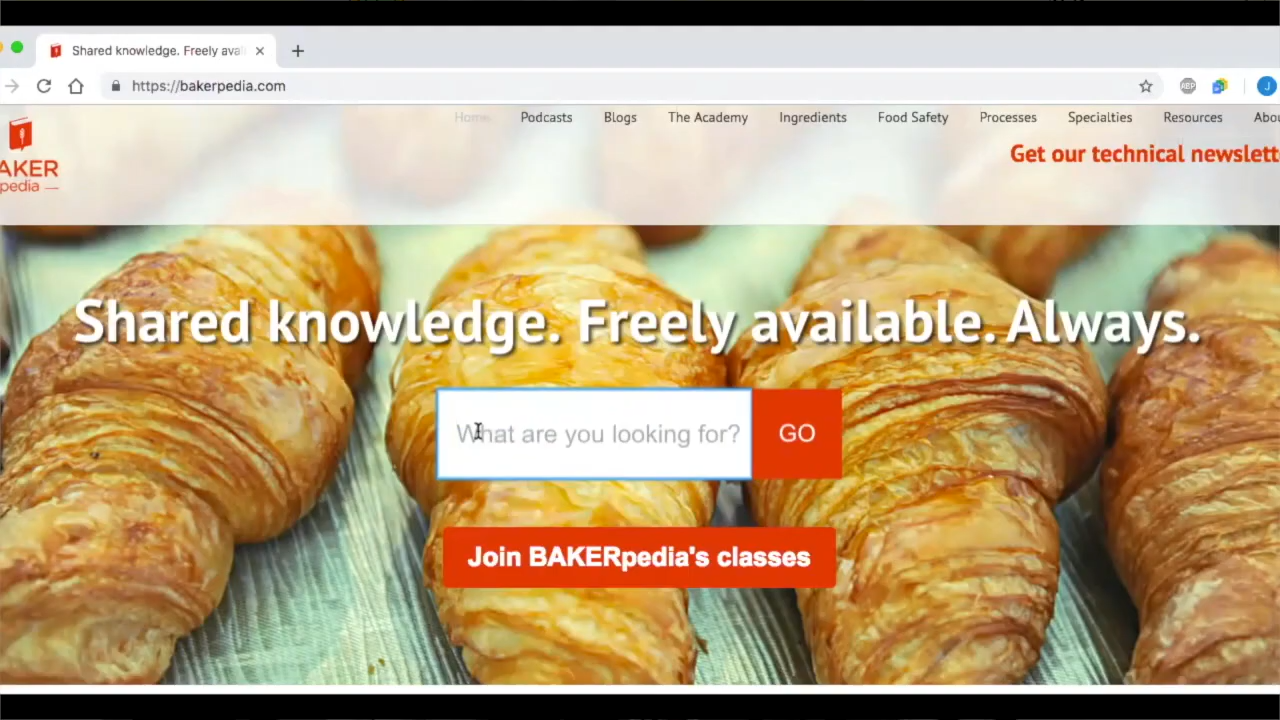 Shared knowledge. Freely avai
https://bakerpedia.com
ABP
J
Home Podcasts Blogs The Academy Ingredients Food Safety Processes Specialties Resources Abou
AKER
pedia
Get our technical newslett
Shared knowledge. Freely available. Always.
What are you looking for? GO
Join BAKERpedia's classes